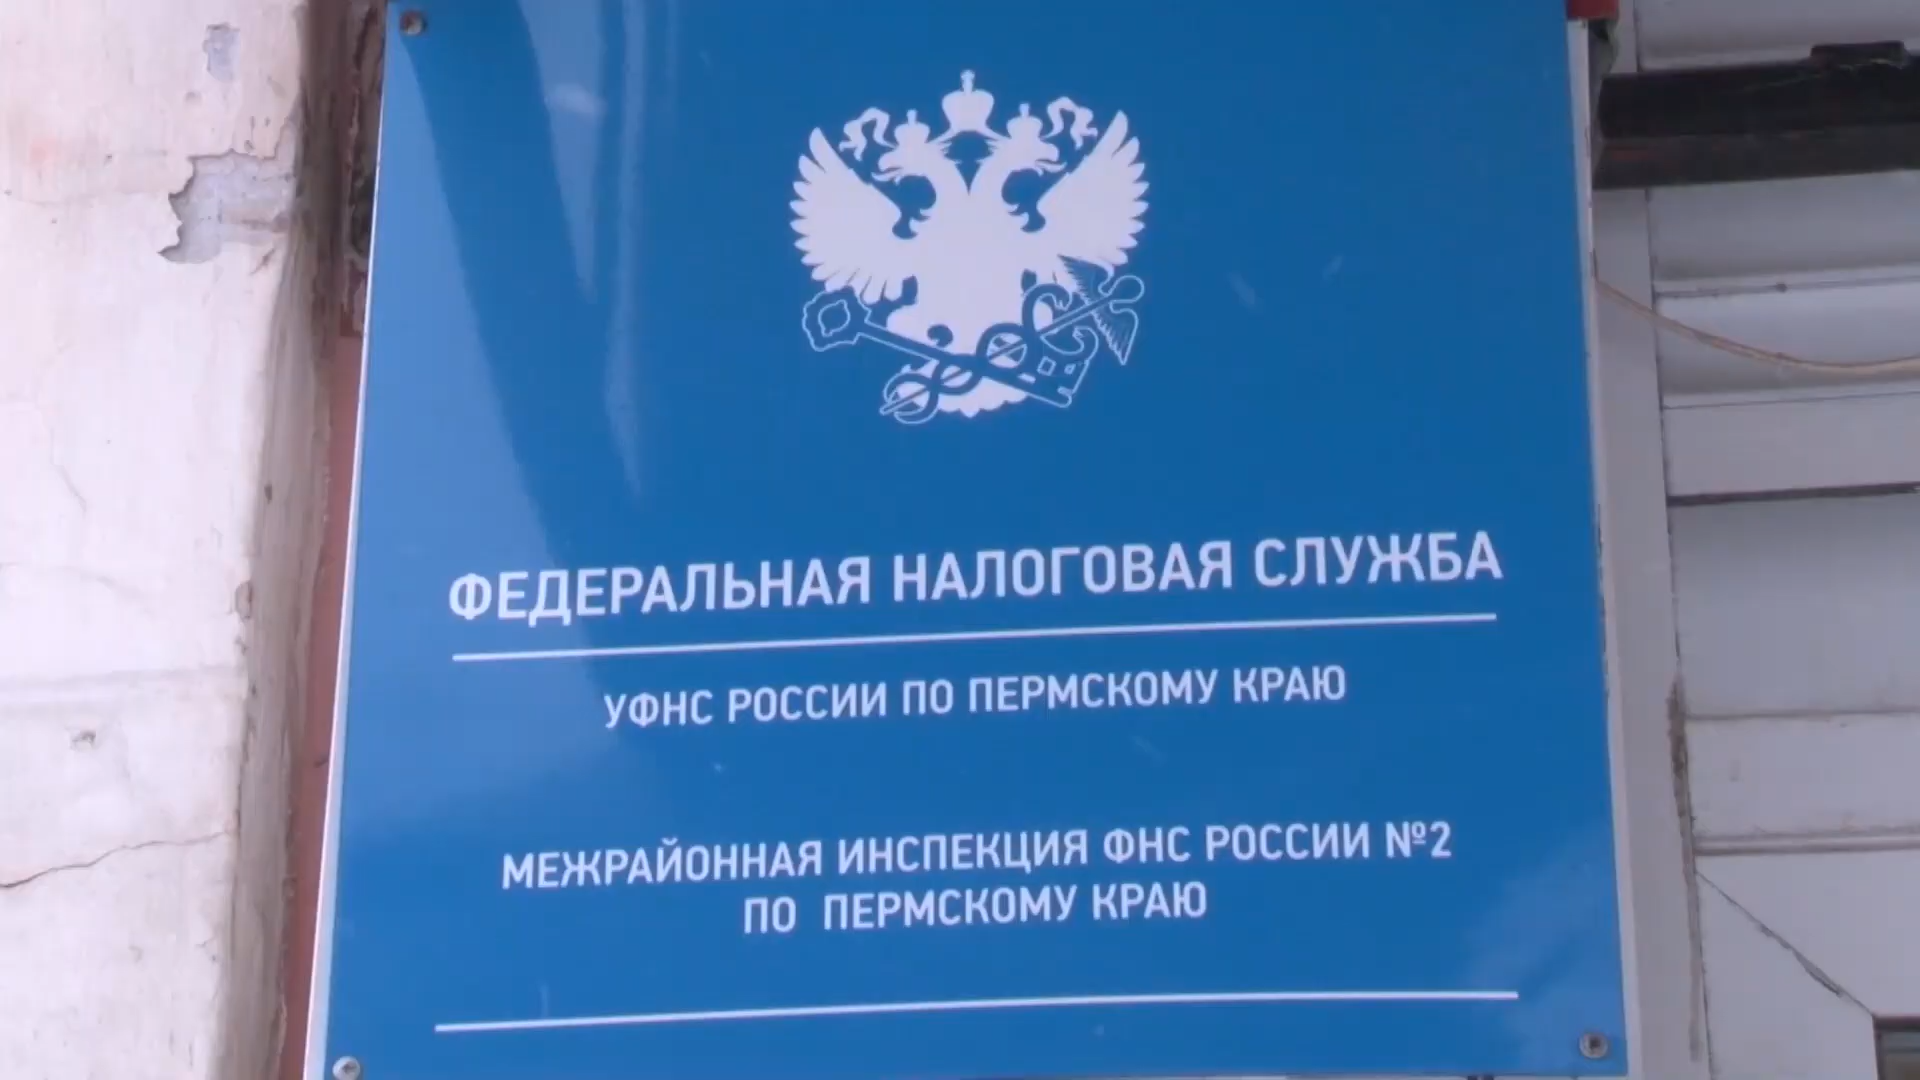 ФЕДЕРАЛЬНАЯ НАЛОГОВАЯ СЛУЖБА
УФНС РОССИИ ПО ПЕРМСКОМУ КРАЮ
МЕЖРАЙОННАЯ ИНСПЕКЦИЯ ФНС РОССИИ №2
ПО ПЕРМСКОМУ КРАЮ